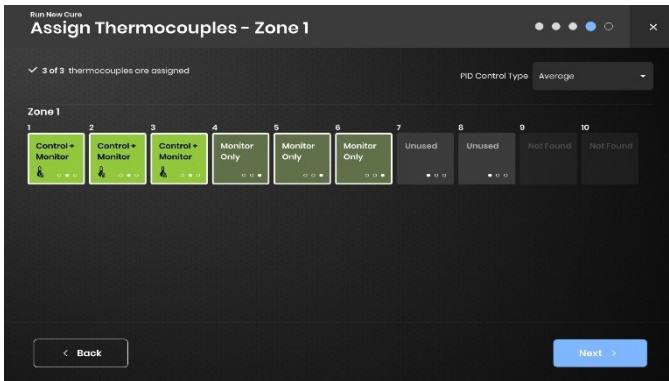 Run New Cure
Assign Thermocouples - Zone 1
3 of 3 thermocouples are assigned
PID Control Type Average
Zone 1
1 2 3 4 5 6 7 8 9 10
Control + Control + Control + Monitor Monitor Monitor Unused Unused Not Found Not Found
Monitor Monitor Monitor Only Only Only
< Back
Next >